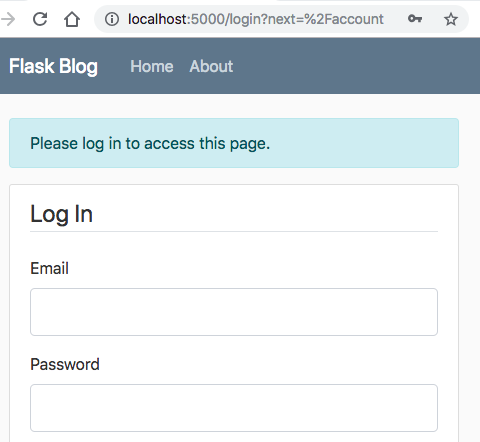 localhost:5000/login?next=%2Faccount
Flask Blog Home About
Please log in to access this page.
Log In
Email
Password